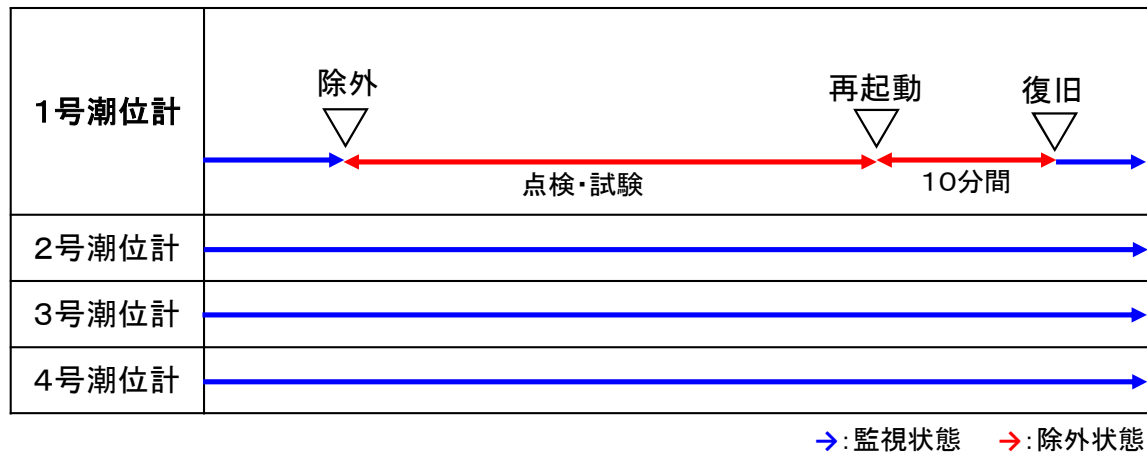 除外
再起動
復旧
1号潮位計
点検・試験
10分間
2号潮位計
3号潮位計
4号潮位計
→:監視状態 →:除外状態